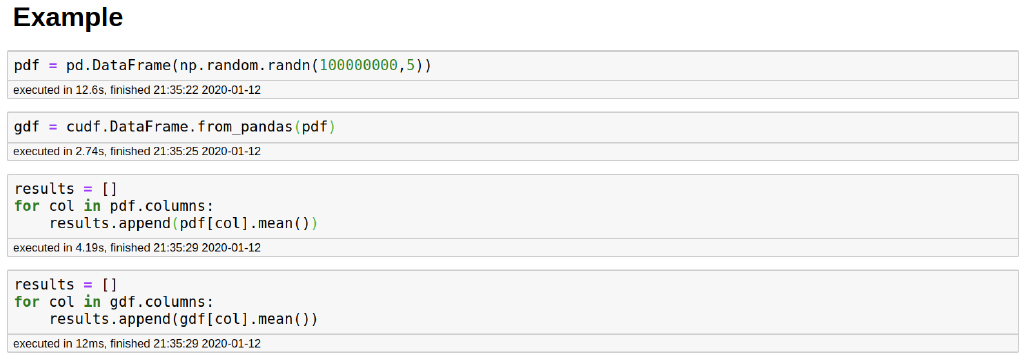 Example
pdf = pd.DataFrame(np.random.randn(100000000,5))
executed in 12.6s, finished 21:35:22 2020-01-12
gdf = cudf.DataFrame.from_pandas(pdf)
executed in 2.74s, finished 21:35:25 2020-01-12
results = []
for col in pdf.columns:
    results.append(pdf[col].mean())
executed in 4.19s, finished 21:35:29 2020-01-12
results = []
for col in gdf.columns:
    results.append(gdf[col].mean())
executed in 12ms, finished 21:35:29 2020-01-12